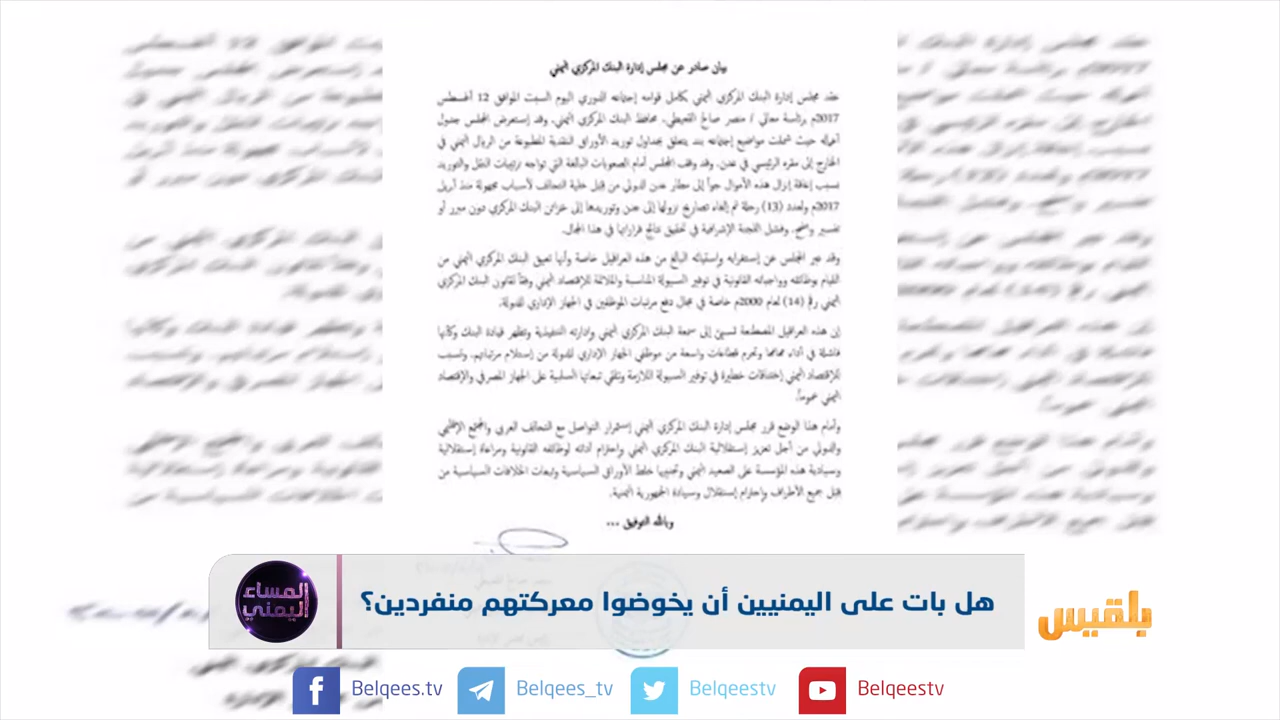 بيان صادر عن مجلس إدارة البنك المركزي اليمني
عقد مجلس إدارة البنك المركزي اليمني بكامل قوامه إجتماعه الدوري اليوم السبت الموافق 12 أغسطس
2017م برئاسة معالي / منصر صالح القعيطي، محافظ البنك المركزي اليمني. وقد إستعرض المجلس جدول
أعماله حيث شملت مواضيع إجتماعه بند يتعلق بجداول توريد الأوراق النقدية المطبوعة من الريال اليمني في
الخارج إلى مقره الرئيسي في عدن. وقد وقف المجلس أمام الصعوبات البالغة التي تواجه ترتيبات النقل والتوريد
بسبب إعاقة إنزال هذه الأموال جواً إلى مطار عدن الدولي من قبل خلية التحالف لأسباب مجهولة منذ أبريل
2017م ولعدد (13) رحلة تم إلغاء تصاريح نزولها إلى عدن وتوريدها إلى خزائن البنك المركزي دون مبرر أو
تفسير واضح. وفشل اللجنة الإشرافية في تحقيق نتائج قراراتها في هذا المجال.
وقد عبر المجلس عن إستغرابه واستيائه البالغ من هذه العراقيل خاصة وأنها تعيق البنك المركزي اليمني من
القيام بوظائفه وواجباته القانونية في توفير السيولة المناسبة والملائمة للإقتصاد اليمني وفقاً لقانون البنك المركزي
اليمني رقم (14) لعام 2000م خاصة في مجال دفع مرتبات الموظفين في الجهاز الإداري للدولة.
إن هذه العراقيل المصطنعة تسيئ إلى سمعة البنك المركزي اليمني وادارته التنفيذية وتظهر قيادة البنك وكأنها
فاشلة في أداء مهامها وتحرم قطاعات واسعة من موظفي الجهاز الإداري للدولة من إستلام مرتباتهم. واتسبب
للإقتصاد اليمني إختناقات خطيرة في توفير السيولة اللازمة وتلقي تبعاتها السلبية على الجهاز المصرفي والإقتصاد
اليمني عموماً.
وأمام هذا الوضع قرر مجلس إدارة البنك المركزي اليمني إستمرار التواصل مع التحالف العربي والمجتمع الإقليمي
والدولي من أجل تعزيز إستقلالية البنك المركزي اليمني وإحترام أدائه لوظائفه القانونية ومراعاة إستقلالية
وسيادية هذه المؤسسة على الصعيد اليمني وتجنيبها خلط الأوراق السياسية وتبعات الخلافات السياسية من
قبل جميع الأطراف واحترام إستقلال وسيادة الجمهورية اليمنية.
وبالله التوفيق ...
المساء
اليمني
هل بات على اليمنيين أن يخوضوا معركتهم منفردين؟
بلقيس
Belqees.tv
Belqees_tv
Belqeestv
Belqeestv